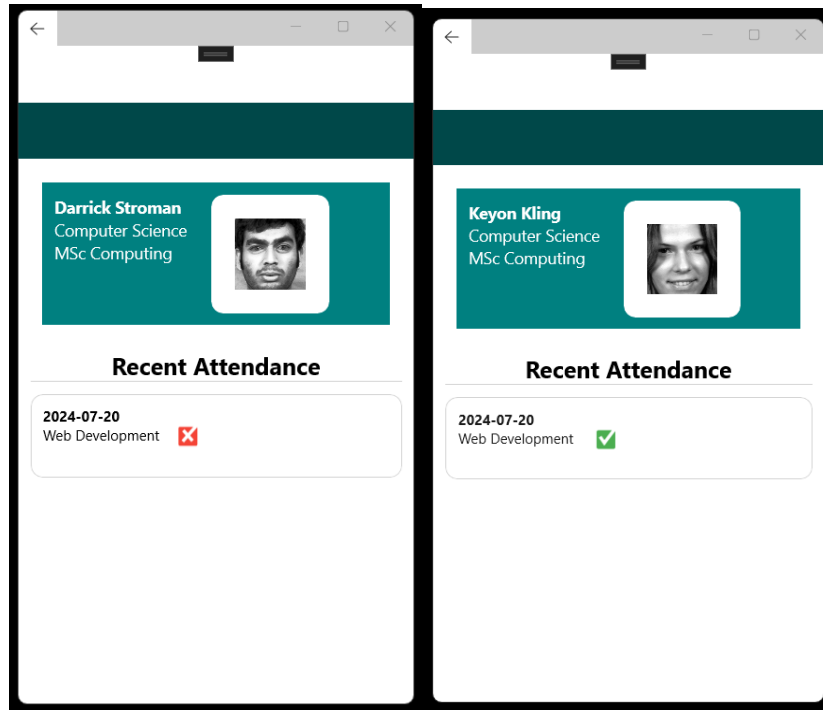 Darrick Stroman
Computer Science
MSc Computing
Recent Attendance
2024-07-20
Web Development
Keyon Kling
Computer Science
MSc Computing
Recent Attendance
2024-07-20
Web Development